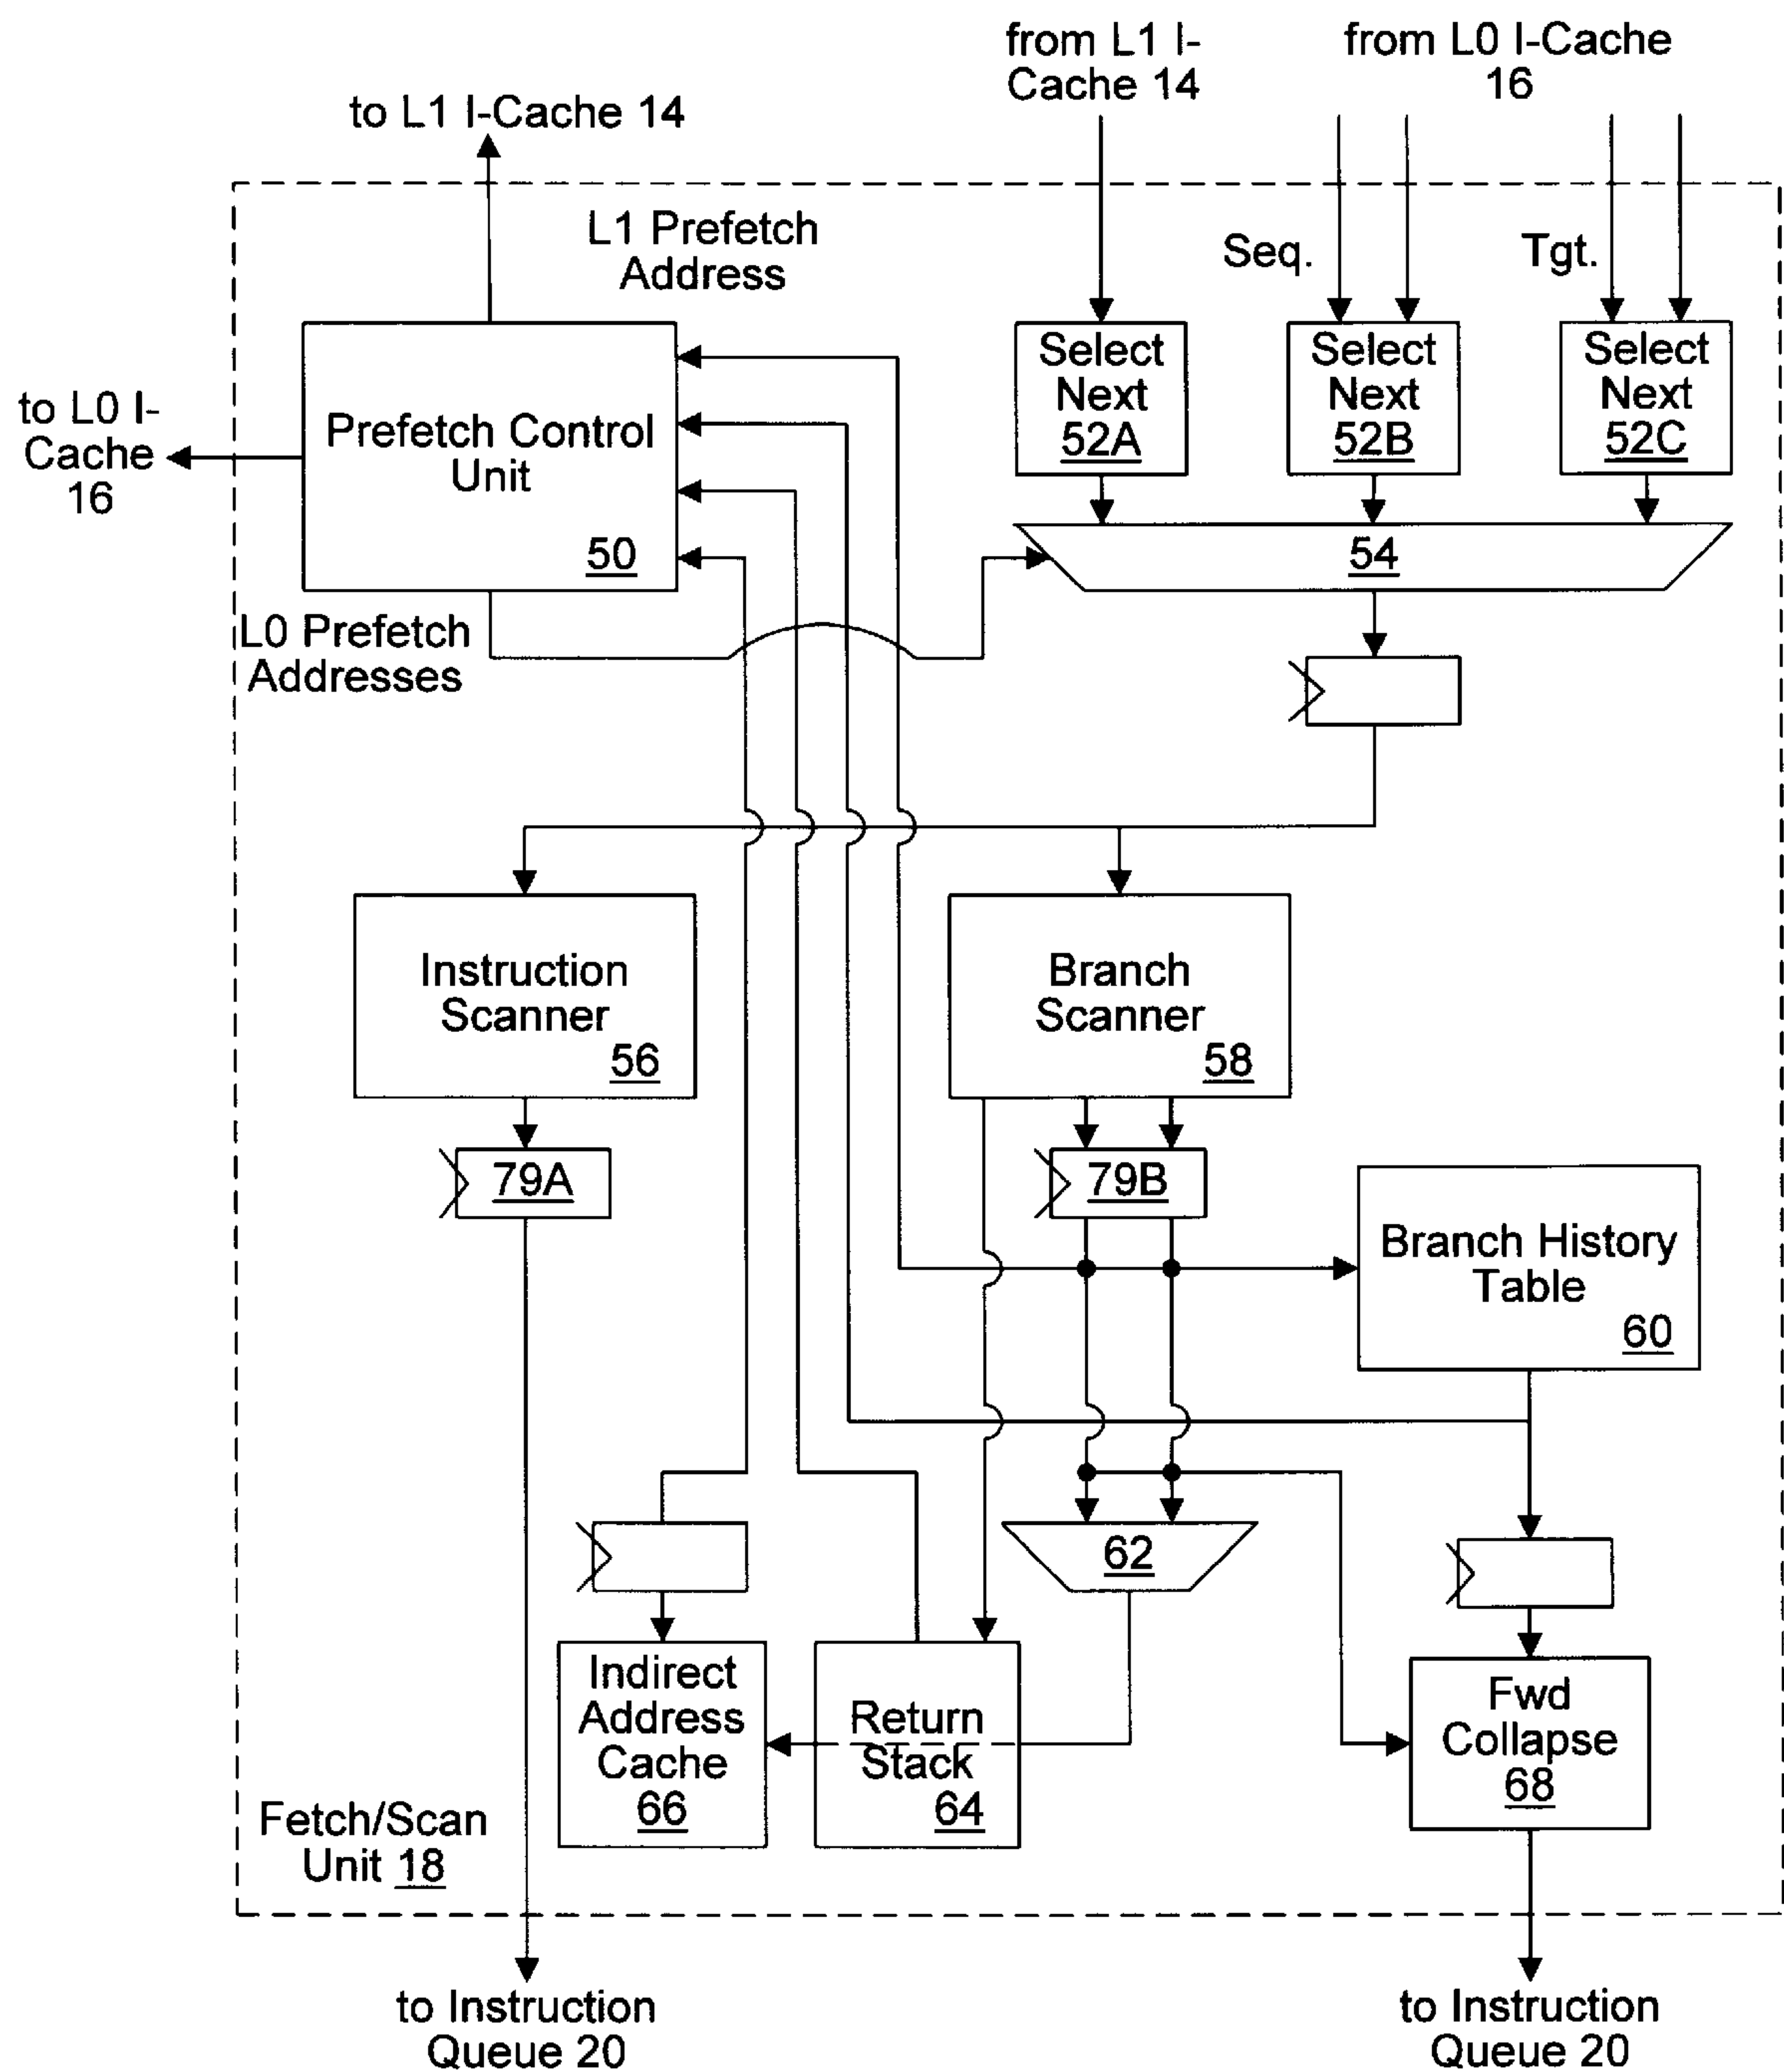 from L1 I-
Cache 14
from L0 I-Cache
16
to L1 I-Cache 14
L1 Prefetch
Address
Seq.
Tgt.
to L0 I-
Cache
16
Prefetch Control
Unit
50
Select
Next
52A
Select
Next
52B
Select
Next
52C
54
L0 Prefetch
Addresses
Instruction
Scanner
56
Branch
Scanner
58
79A
79B
Branch History
Table
60
62
Indirect
Address
Cache
66
Return
Stack
64
Fwd
Collapse
68
Fetch/Scan
Unit 18
to Instruction
Queue 20
to Instruction
Queue 20